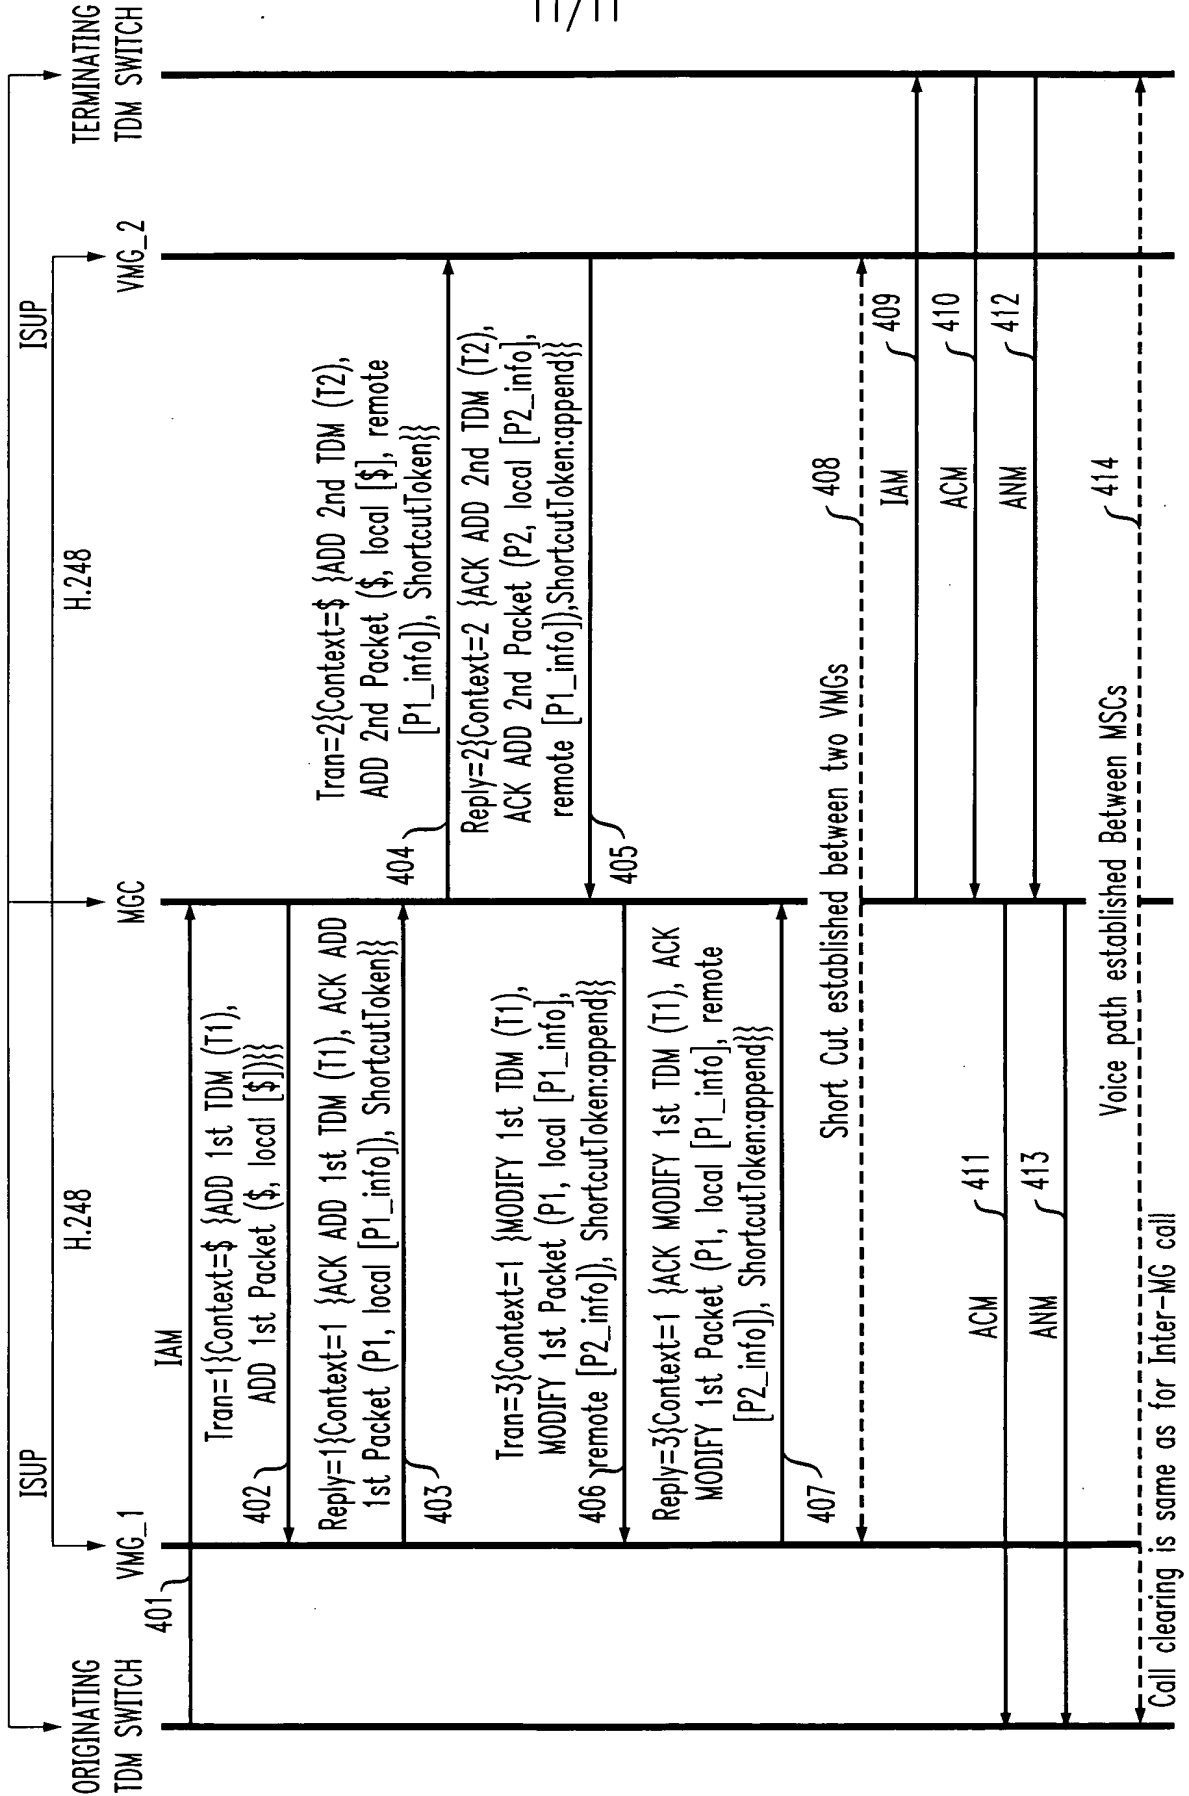 11/11
ISUP
ISUP
H.248
H.248
ORIGINATING
TDM SWITCH
VMG_1
MGC
VMG_2
TERMINATING
TDM SWITCH
401
IAM
Tran=1{Context=$ {ADD 1st TDM (T1),
ADD 1st Packet ($, local [$])}}
402
Reply=1{Context=1 {ACK ADD 1st TDM (T1), ACK ADD
1st Packet (P1, local [P1_info]), ShortcutToken}}
403
Tran=2{Context=$ {ADD 2nd TDM (T2),
ADD 2nd Packet ($, local [$], remote
[P1_info]), ShortcutToken}}
404
Reply=2{Context=2 {ACK ADD 2nd TDM (T2),
ACK ADD 2nd Packet (P2, local [P2_info],
remote [P1_info]),ShortcutToken:append}}
405
Tran=3{Context=1 {MODIFY 1st TDM (T1),
MODIFY 1st Packet (P1, local [P1_info],
remote [P2_info]), ShortcutToken:append}}
406
Reply=3{Context=1 {ACK MODIFY 1st TDM (T1), ACK
MODIFY 1st Packet (P1, local [P1_info], remote
[P2_info]), ShortcutToken:append}}
407
Short Cut established between two VMGs
408
IAM
409
ACM
410
ACM
411
ANM
412
ANM
413
Voice path established Between MSCs
414
Call clearing is same as for Inter-MG call